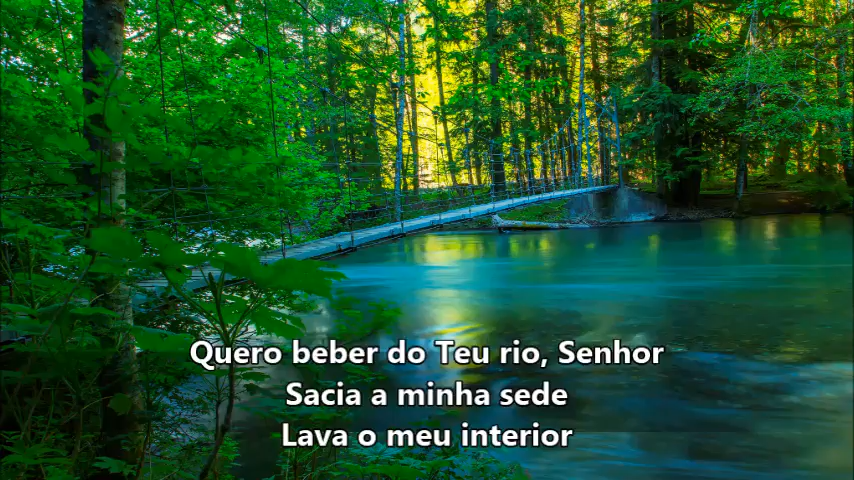 Quero beber do Teu rio, Senhor
Sacia a minha sede
Lava o meu interior